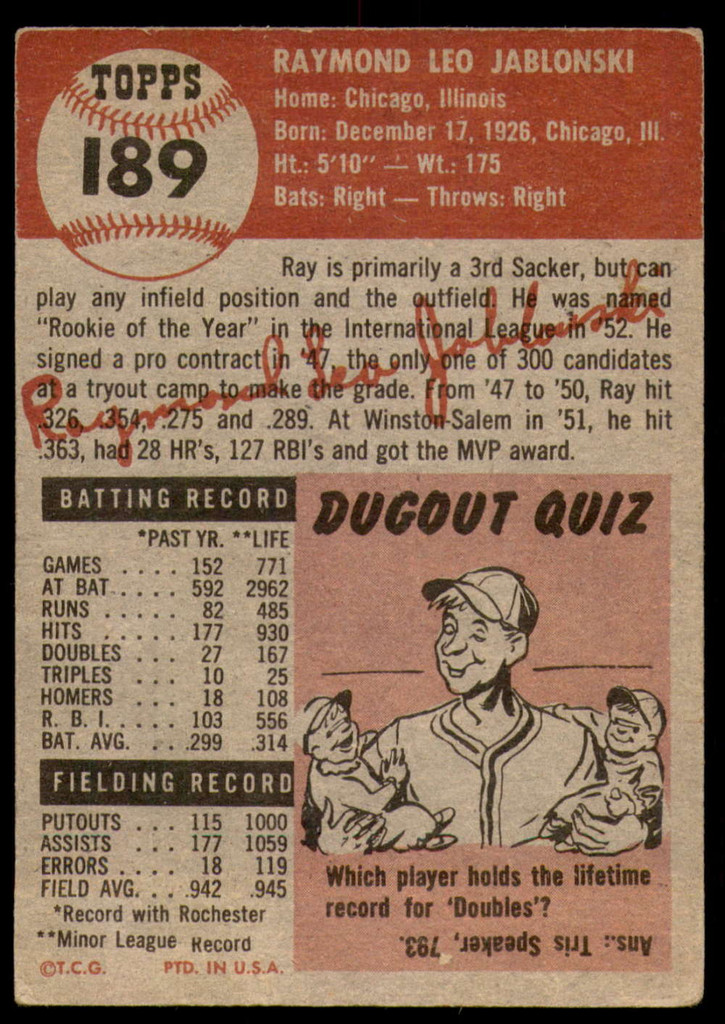 TOPPS
189
RAYMOND LEO JABLONSKI
Home: Chicago, Illinois
Born: December 17, 1926, Chicago, Ill.
Ht.: 5'10" — Wt.: 175
Bats: Right — Throws: Right
Ray is primarily a 3rd Sacker, but can
play any infield position and the outfield. He was named
"Rookie of the Year" in the International League in '52. He
signed a pro contract in '47, the only one of 300 candidates
at a tryout camp to make the grade. From '47 to '50, Ray hit
.326, .354, .275 and .289. At Winston-Salem in '51, he hit
.363, had 28 HR's, 127 RBI's and got the MVP award.
Raymond Leo Jablonski
BATTING RECORD
*PAST YR. **LIFE
GAMES .... 152 771
AT BAT..... 592 2962
RUNS ..... 82 485
HITS ..... 177 930
DOUBLES ... 27 167
TRIPLES ... 10 25
HOMERS ... 18 108
R. B. I...... 103 556
BAT. AVG. .. .299 .314
FIELDING RECORD
PUTOUTS ... 115 1000
ASSISTS ... 177 1059
ERRORS .... 18 119
FIELD AVG. .. .942 .945
*Record with Rochester
**Minor League Record
©T.C.G. PTD. IN U.S.A.
DUGOUT QUIZ
Which player holds the lifetime
record for 'Doubles'?
Ans.: Tris Speaker, 793.